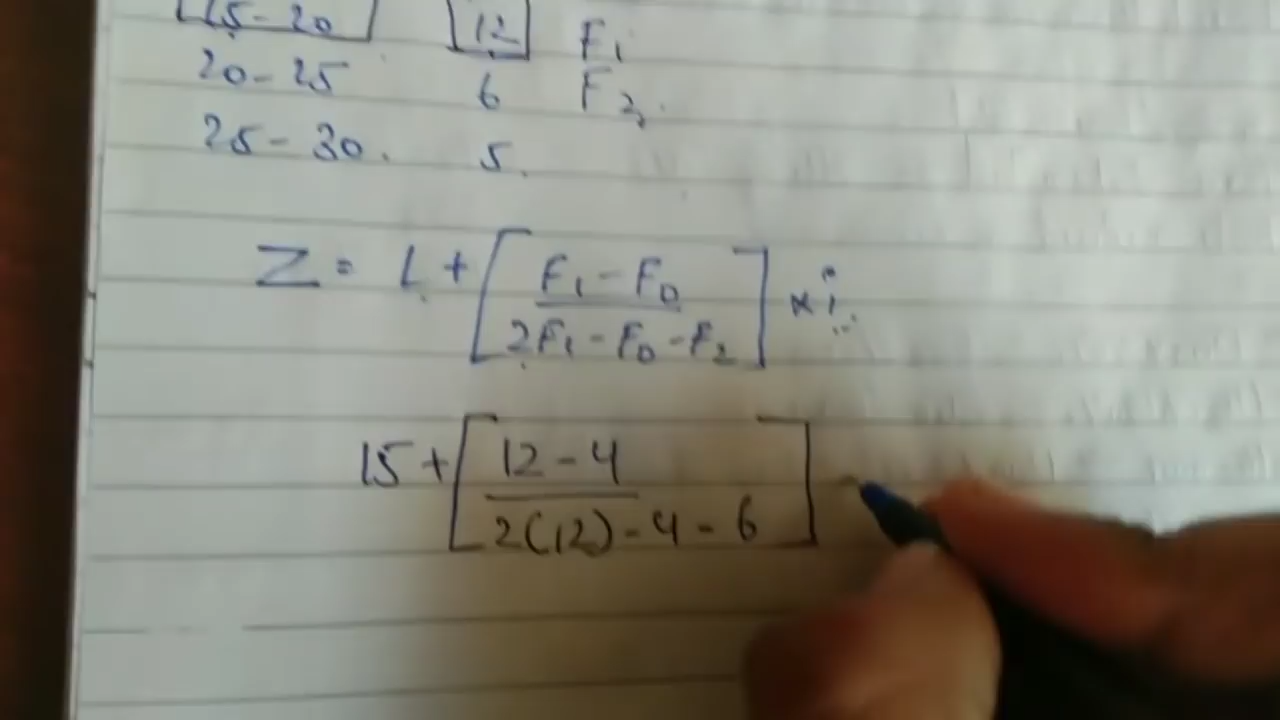 15-20 12 F1
20-25 6 F2.
25-30. 5.
Z = L + [F1-F0 / 2F1-F0-F2] × i
15+[12-4 / 2(12)-4-6]